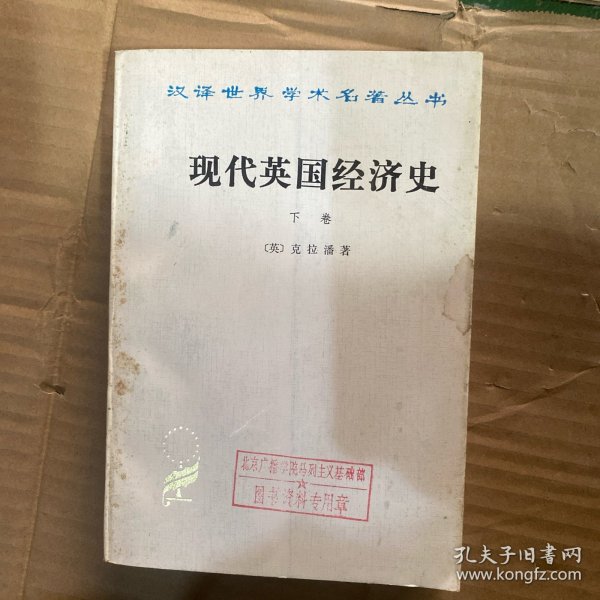 汉译世界学术名著丛书
现代英国经济史
下卷
〔英〕克拉潘著
北京广播学院马列主义基础部
图书资料专用章
孔夫子旧书网
www.kongfz.com